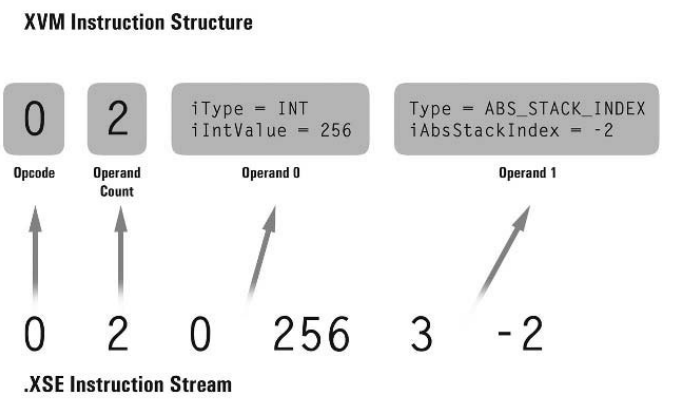 XVM Instruction Structure
0 2 iType = INT Type = ABS_STACK_INDEX
iIntValue = 256 iAbsStackIndex = -2
Opcode Operand Count Operand 0 Operand 1
0 2 0 256 3 -2
.XSE Instruction Stream